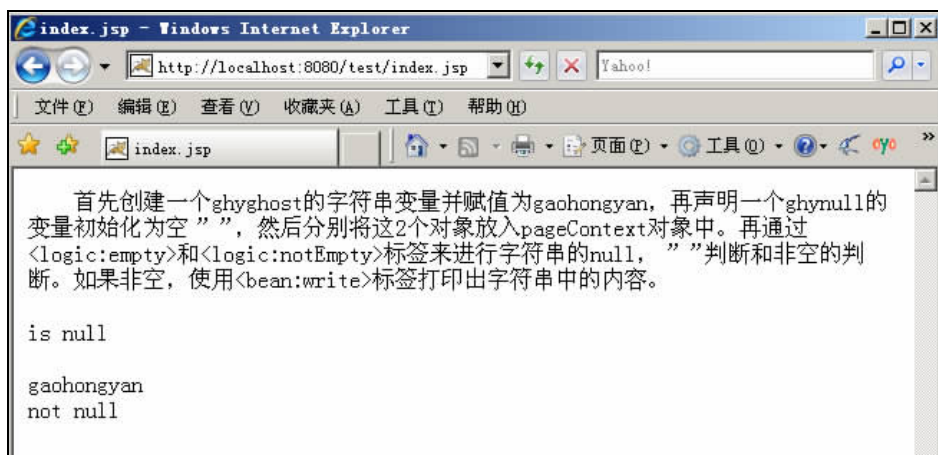 index.jsp - Windows Internet Explorer
http://localhost:8080/test/index.jsp
Yahoo!
文件(F) 编辑(E) 查看(V) 收藏夹(A) 工具(T) 帮助(H)
index.jsp 页面(P) 工具(O) »
首先创建一个ghyghost的字符串变量并赋值为gaohongyan，再声明一个ghynull的
变量初始化为空＂＂，然后分别将这2个对象放入pageContext对象中。再通过
<logic:empty>和<logic:notEmpty>标签来进行字符串的null，＂＂判断和非空的判
断。如果非空，使用<bean:write>标签打印出字符串中的内容。
is null
gaohongyan
not null